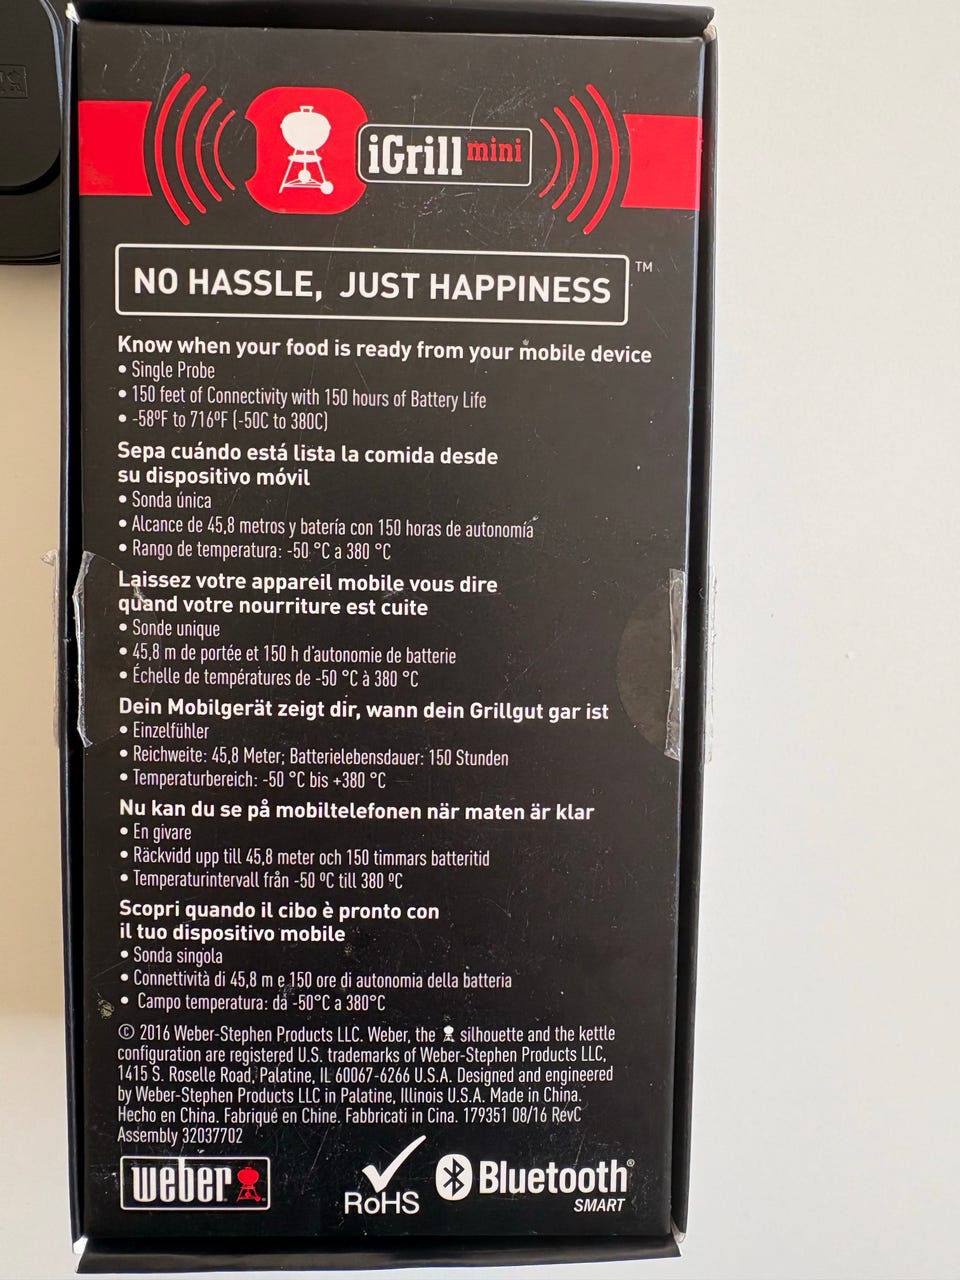 iGrill mini
NO HASSLE, JUST HAPPINESS ™
Know when your food is ready from your mobile device
• Single Probe
• 150 feet of Connectivity with 150 hours of Battery Life
• -58ºF to 716ºF (-50C to 380C)
Sepa cuándo está lista la comida desde
su dispositivo móvil
• Sonda única
• Alcance de 45,8 metros y batería con 150 horas de autonomía
• Rango de temperatura: -50 °C a 380 °C
Laissez votre appareil mobile vous dire
quand votre nourriture est cuite
• Sonde unique
• 45,8 m de portée et 150 h d'autonomie de batterie
• Échelle de températures de -50 °C à 380 °C
Dein Mobilgerät zeigt dir, wann dein Grillgut gar ist
• Einzelfühler
• Reichweite: 45,8 Meter; Batterielebensdauer: 150 Stunden
• Temperaturbereich: -50 °C bis +380 °C
Nu kan du se på mobiltelefonen när maten är klar
• En givare
• Räckvidd upp till 45,8 meter och 150 timmars batteritid
• Temperaturintervall från -50 ºC till 380 ºC
Scopri quando il cibo è pronto con
il tuo dispositivo mobile
• Sonda singola
• Connettività di 45,8 m e 150 ore di autonomia della batteria
• Campo temperatura: da -50°C a 380°C
© 2016 Weber-Stephen Products LLC. Weber, the silhouette and the kettle
configuration are registered U.S. trademarks of Weber-Stephen Products LLC,
1415 S. Roselle Road, Palatine, IL 60067-6266 U.S.A. Designed and engineered
by Weber-Stephen Products LLC in Palatine, Illinois U.S.A. Made in China.
Hecho en China. Fabriqué en Chine. Fabbricati in Cina. 179351 08/16 RevC
Assembly 32037702
weber
RoHS
Bluetooth®
SMART